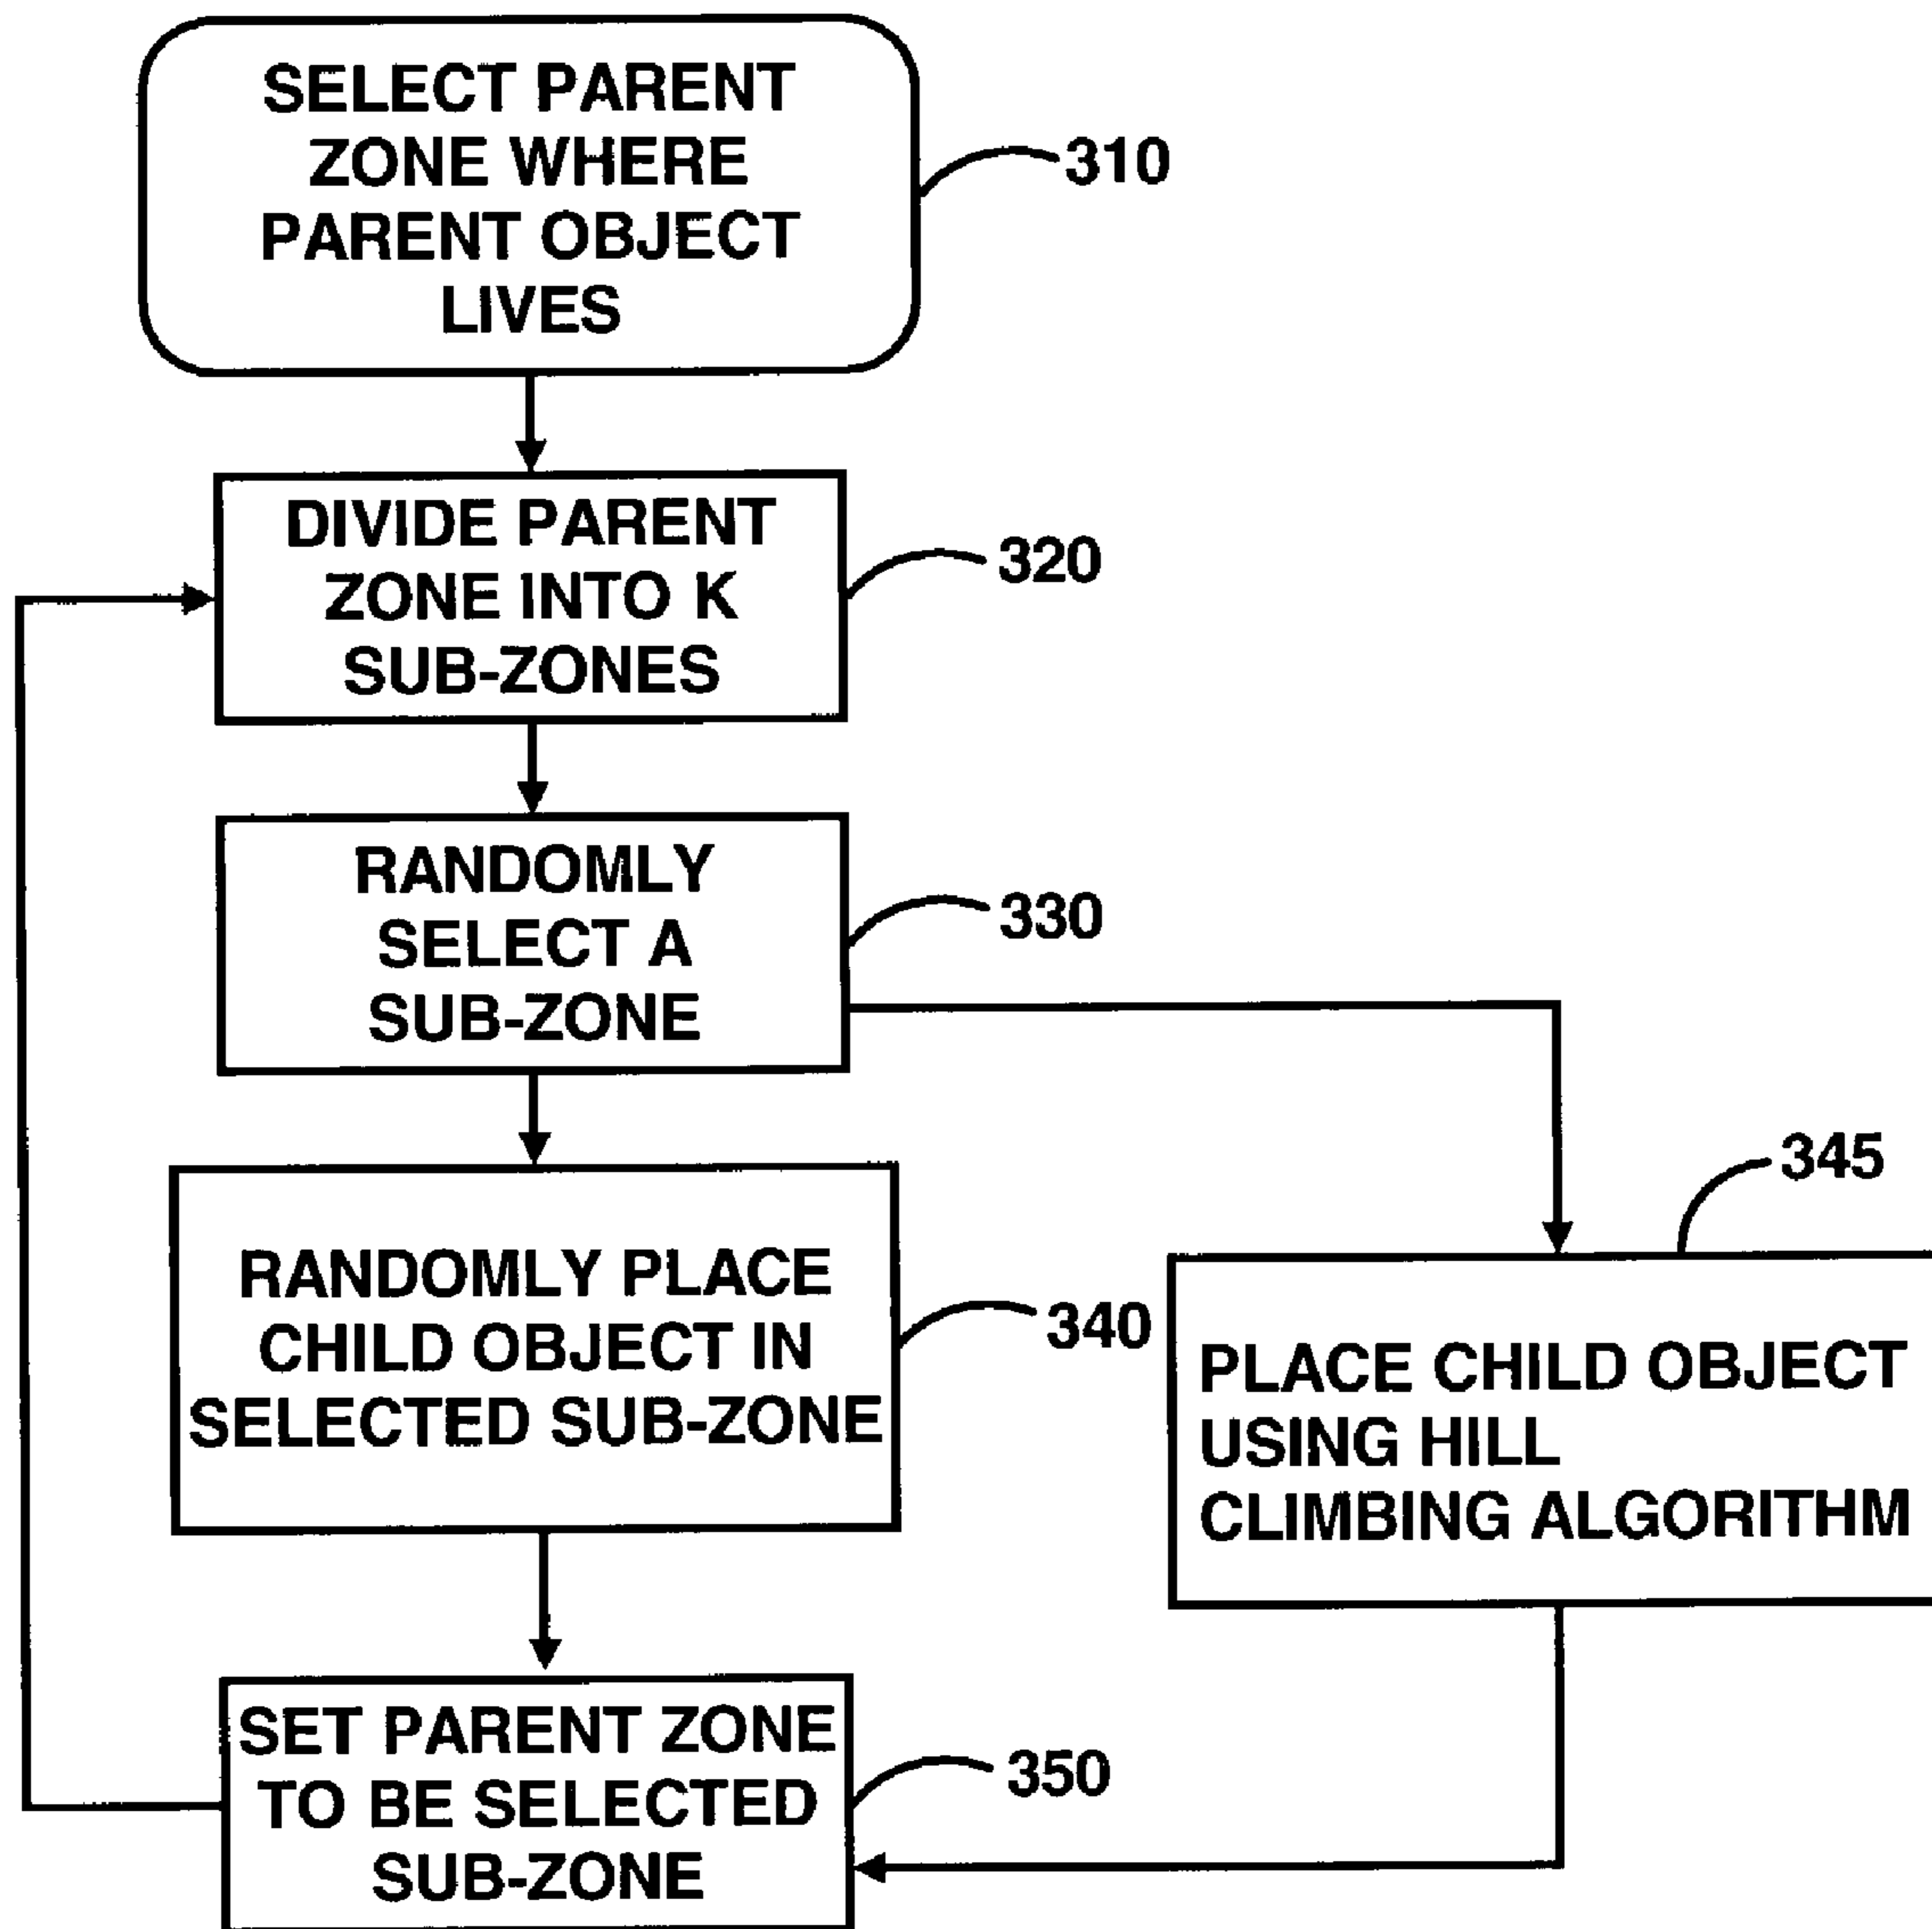 SELECT PARENT
ZONE WHERE
PARENT OBJECT
LIVES
310
DIVIDE PARENT
ZONE INTO K
SUB-ZONES
320
RANDOMLY
SELECT A
SUB-ZONE
330
RANDOMLY PLACE
CHILD OBJECT IN
SELECTED SUB-ZONE
340
345
PLACE CHILD OBJECT
USING HILL
CLIMBING ALGORITHM
SET PARENT ZONE
TO BE SELECTED
SUB-ZONE
350